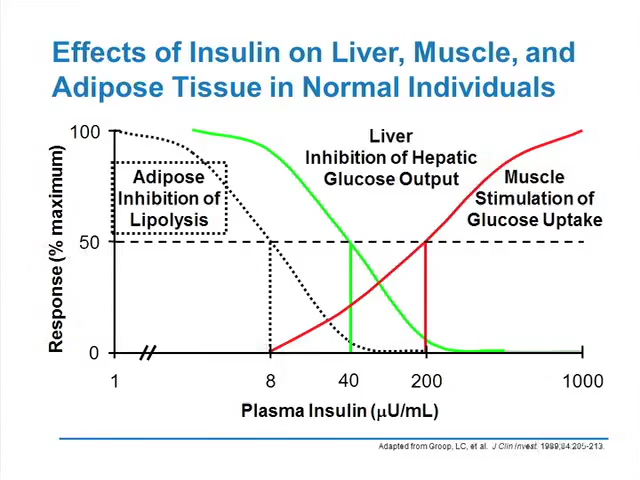 Effects of Insulin on Liver, Muscle, and
Adipose Tissue in Normal Individuals
Response (% maximum)
100
50
0
Adipose
Inhibition of
Lipolysis
Liver
Inhibition of Hepatic
Glucose Output
Muscle
Stimulation of
Glucose Uptake
1
8
40
200
1000
Plasma Insulin (μU/mL)
Adapted from Groop, LC, et al. J Clin Invest. 1989;84:205-213.